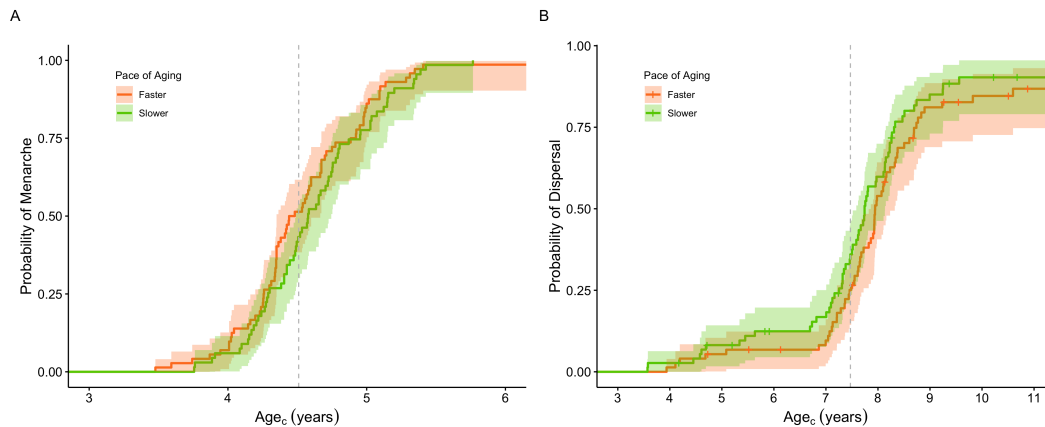 A
Probability of Menarche
1.00
0.75
0.50
0.25
0.00
Pace of Aging
Faster
Slower
3 4 5 6
Agec (years)
B
Probability of Dispersal
1.00
0.75
0.50
0.25
0.00
Pace of Aging
Faster
Slower
3 4 5 6 7 8 9 10 11
Agec (years)